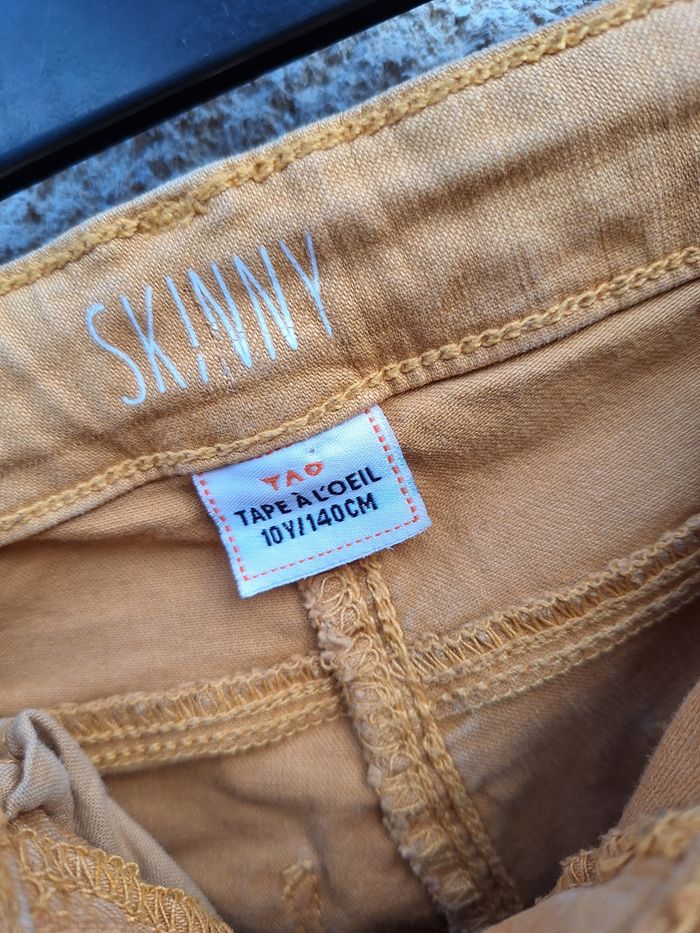 SKINNY
TAO
TAPE À L'OEIL
10Y/140CM